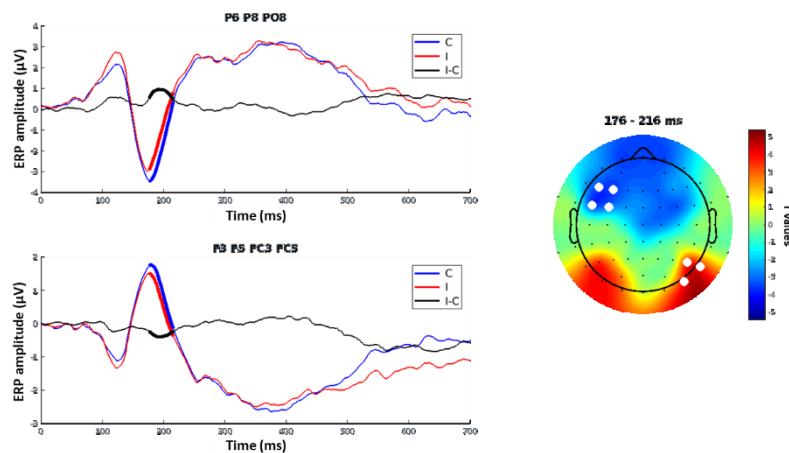 P6 P8 PO8
ERP amplitude (µV)
4
3
2
1
0
-1
-2
-3
-4
C
I
I-C
0 100 200 300 400 500 600 700
Time (ms)
F3 F5 FC3 FC5
ERP amplitude (µV)
3
2
1
0
-1
-2
-3
C
I
I-C
0 100 200 300 400 500 600 700
Time (ms)
176 - 216 ms
5
4
3
2
1
0
-1
-2
-3
-4
-5
T values